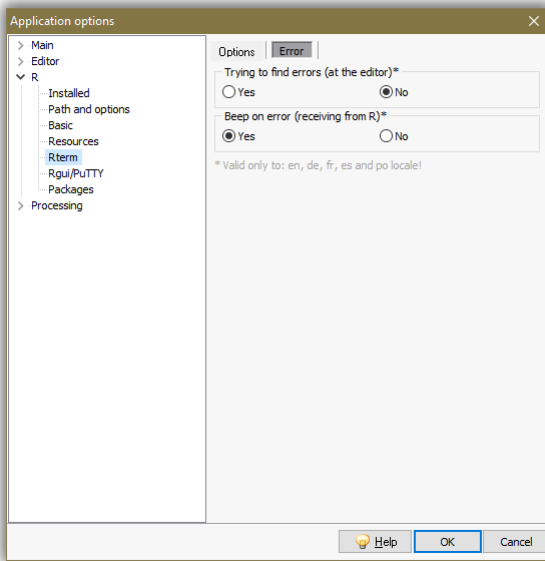 Application options
Main
Editor
R
Installed
Path and options
Basic
Resources
Rterm
Rgui/PuTTY
Packages
Processing
Options
Error
Trying to find errors (at the editor)*
Yes
No
Beep on error (receiving from R)*
Yes
No
* Valid only to: en, de, fr, es and po locale!
Help
OK
Cancel